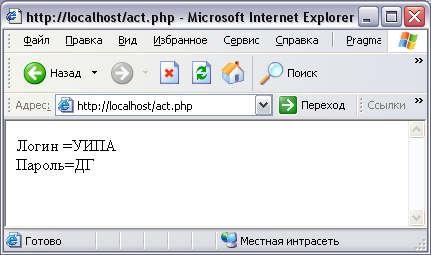 http://localhost/act.php - Microsoft Internet Explorer
Файл Правка Вид Избранное Сервис Справка Pragma
Назад Поиск
Адрес: http://localhost/act.php Переход Ссылки
Логин =УИПА
Пароль=ДГ
Готово Местная интрасеть